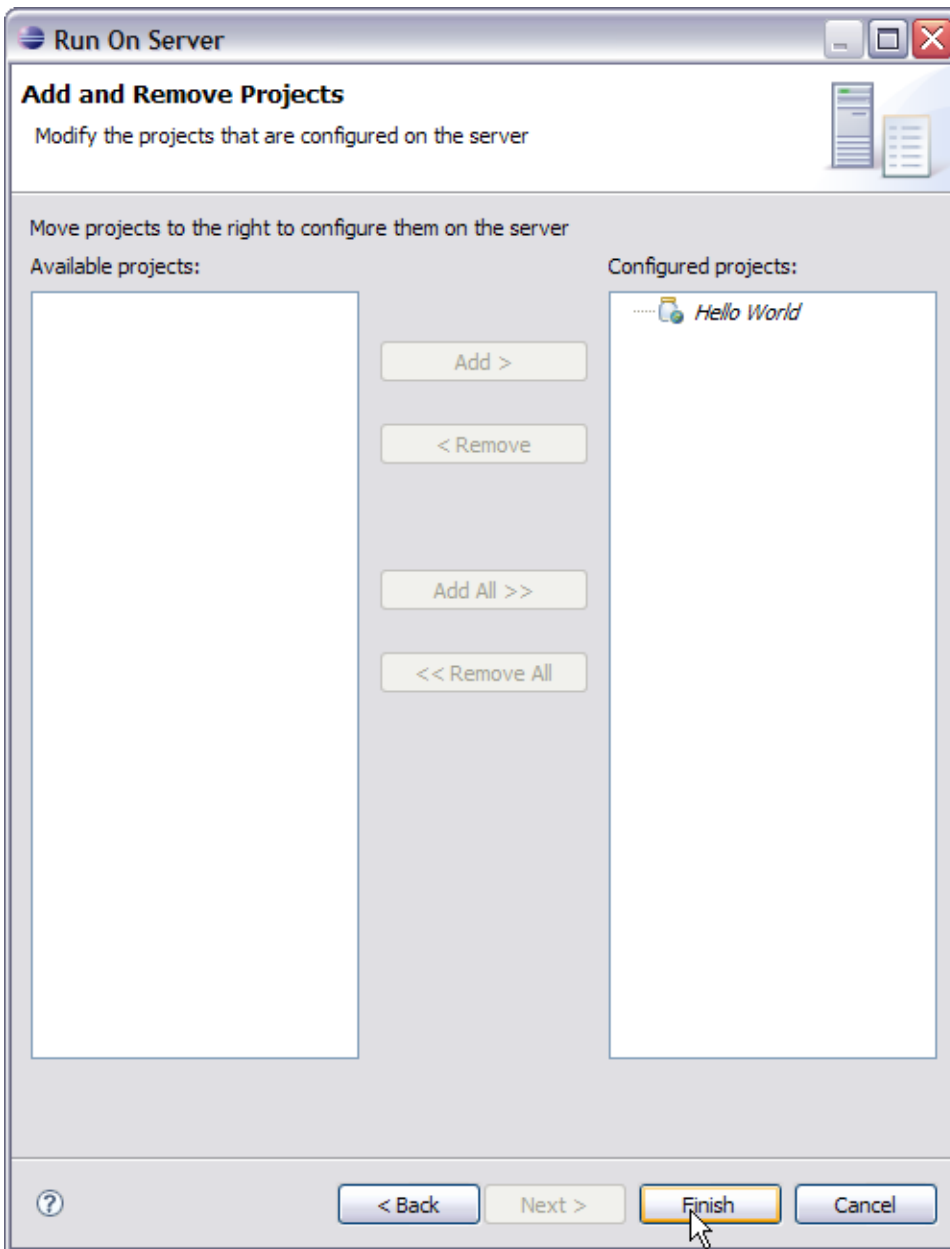 Run On Server
Add and Remove Projects
Modify the projects that are configured on the server
Move projects to the right to configure them on the server
Available projects:
Configured projects:
Hello World
Add >
< Remove
Add All >>
<< Remove All
?
< Back
Next >
Finish
Cancel